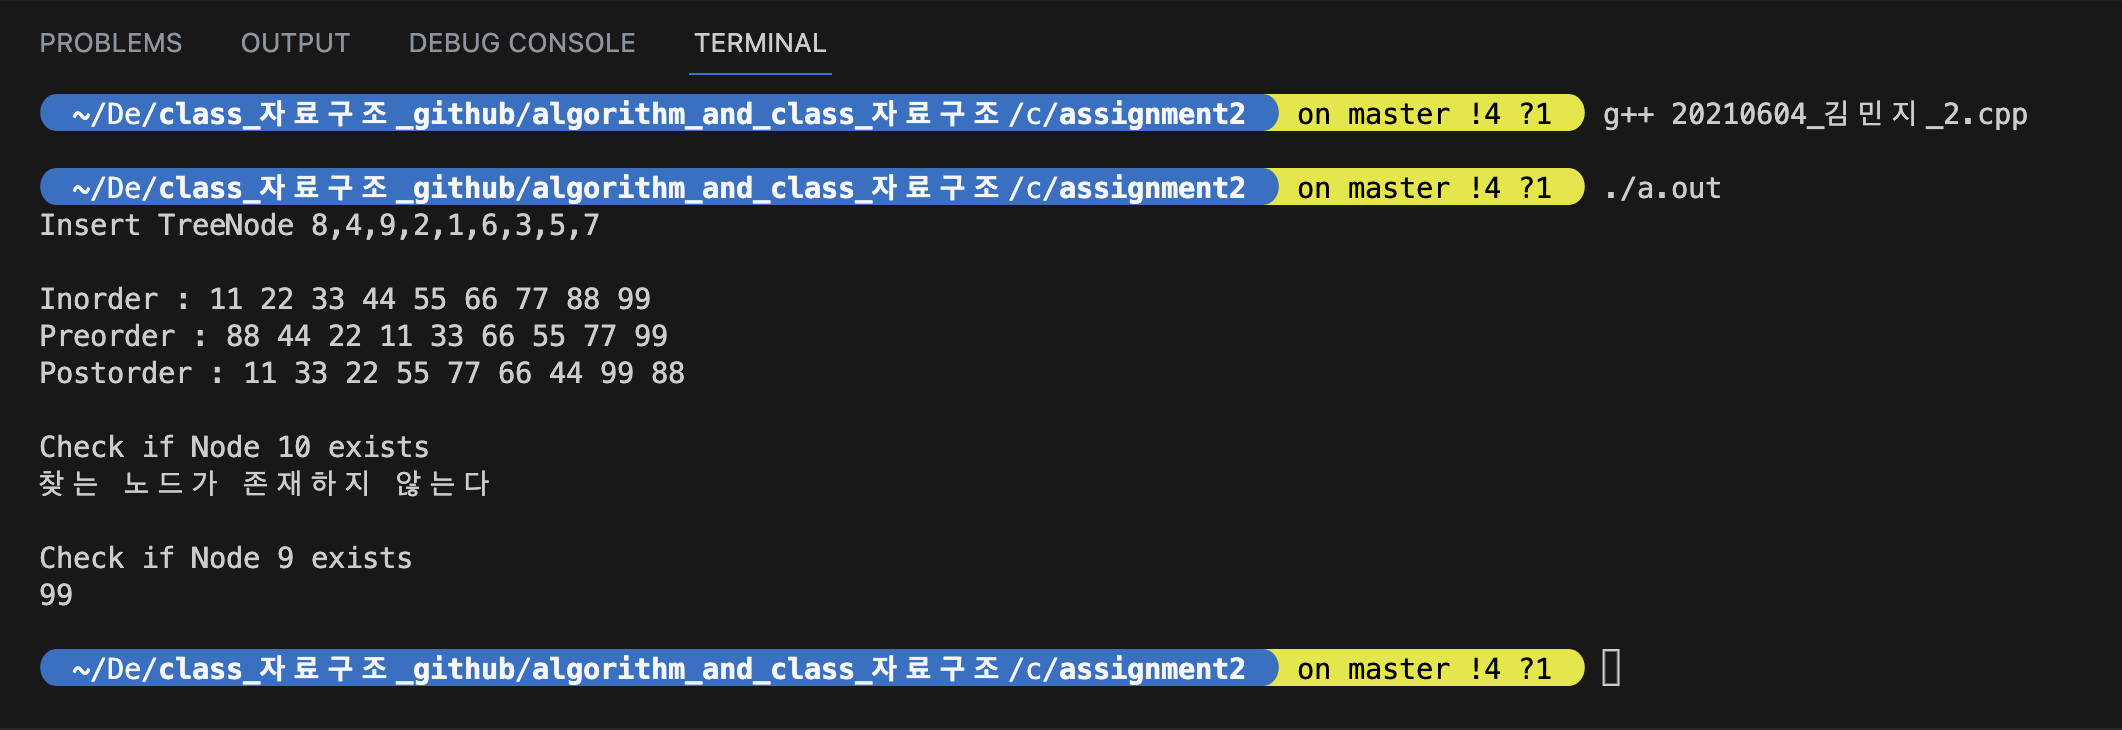 PROBLEMS OUTPUT DEBUG CONSOLE TERMINAL
~/De/class_자료구조_github/algorithm_and_class_자료구조/c/assignment2 on master !4 ?1 g++ 20210604_김민지_2.cpp
~/De/class_자료구조_github/algorithm_and_class_자료구조/c/assignment2 on master !4 ?1 ./a.out
Insert TreeNode 8,4,9,2,1,6,3,5,7
Inorder : 11 22 33 44 55 66 77 88 99
Preorder : 88 44 22 11 33 66 55 77 99
Postorder : 11 33 22 55 77 66 44 99 88
Check if Node 10 exists
찾는 노드가 존재하지 않는다
Check if Node 9 exists
99
~/De/class_자료구조_github/algorithm_and_class_자료구조/c/assignment2 on master !4 ?1